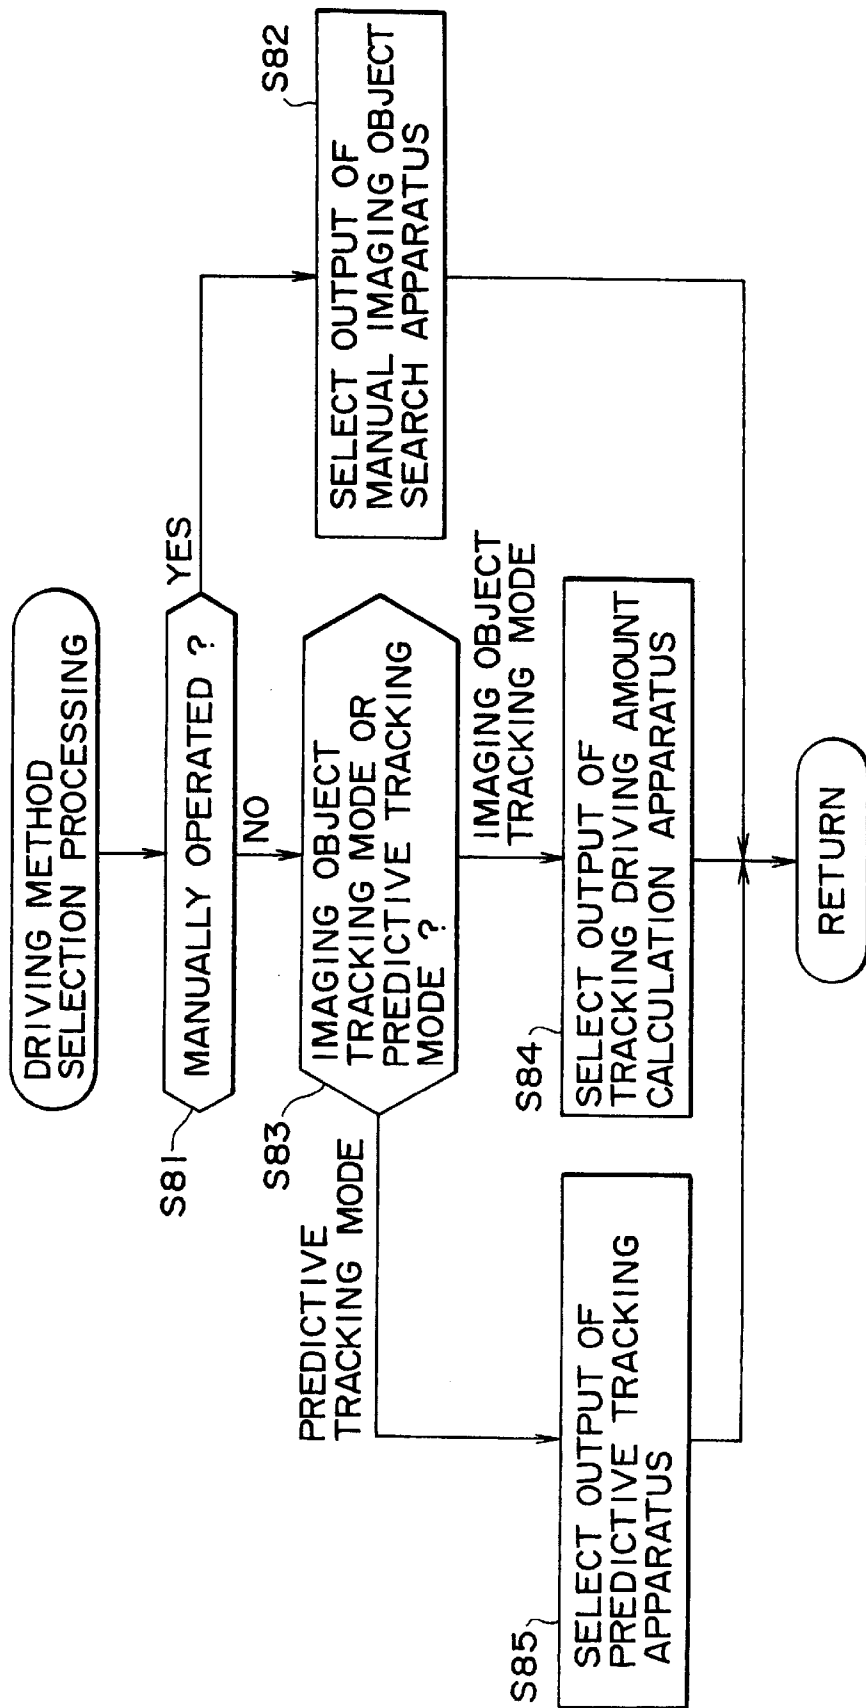 DRIVING METHOD
SELECTION PROCESSING
S81
MANUALLY OPERATED ?
YES
NO
S82
SELECT OUTPUT OF
MANUAL IMAGING OBJECT
SEARCH APPARATUS
S83
IMAGING OBJECT
TRACKING MODE OR
PREDICTIVE TRACKING
MODE ?
PREDICTIVE
TRACKING MODE
IMAGING OBJECT
TRACKING MODE
S84
SELECT OUTPUT OF
TRACKING DRIVING AMOUNT
CALCULATION APPARATUS
S85
SELECT OUTPUT OF
PREDICTIVE TRACKING
APPARATUS
RETURN